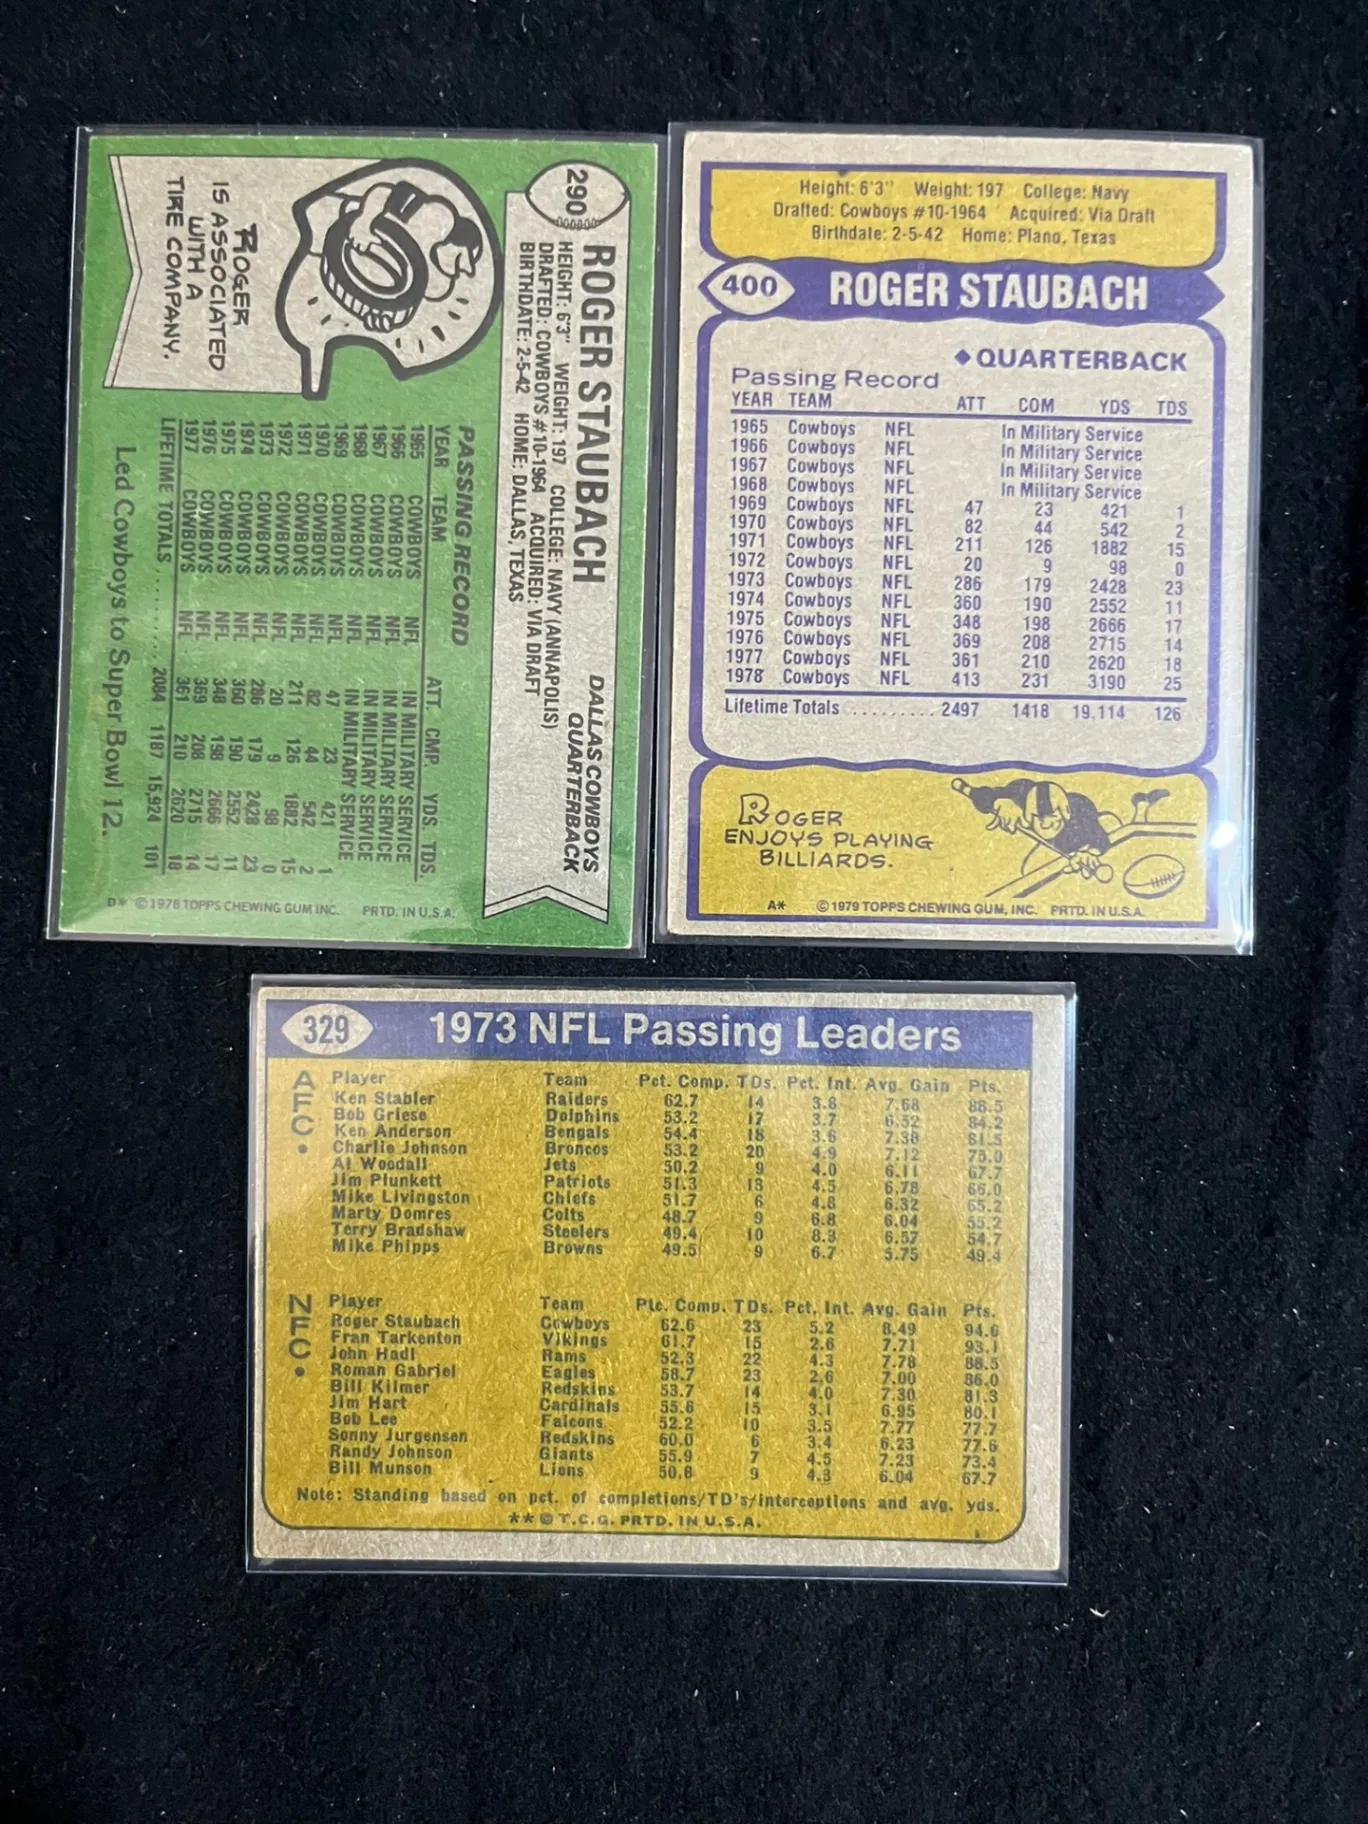 290
ROGER STAUBACH
DALLAS COWBOYS
QUARTERBACK
HEIGHT: 6'3" WEIGHT: 197 COLLEGE: NAVY (ANNAPOLIS)
DRAFTED: COWBOYS #10-1964 ACQUIRED: VIA DRAFT
BIRTHDATE: 2-5-42 HOME: DALLAS, TEXAS
PASSING RECORD
YEAR TEAM ATT. CMP. YDS. TDS.
1965 COWBOYS NFL IN MILITARY SERVICE
1966 COWBOYS NFL IN MILITARY SERVICE
1967 COWBOYS NFL IN MILITARY SERVICE
1968 COWBOYS NFL IN MILITARY SERVICE
1969 COWBOYS NFL 47 23 421 1
1970 COWBOYS NFL 82 44 542 2
1971 COWBOYS NFL 211 126 1882 15
1972 COWBOYS NFL 20 9 98 0
1973 COWBOYS NFL 286 179 2428 23
1974 COWBOYS NFL 360 190 2552 11
1975 COWBOYS NFL 348 198 2666 17
1976 COWBOYS NFL 369 208 2715 14
1977 COWBOYS NFL 361 210 2620 18
LIFETIME TOTALS .......... 2084 1187 15,924 101
Led Cowboys to Super Bowl 12.
ROGER
IS ASSOCIATED
WITH A
TIRE COMPANY.
D* © 1978 TOPPS CHEWING GUM INC. PRTD. IN U.S.A.
Height: 6'3" Weight: 197 College: Navy
Drafted: Cowboys #10-1964 Acquired: Via Draft
Birthdate: 2-5-42 Home: Plano, Texas
400 ROGER STAUBACH
◆QUARTERBACK
Passing Record
YEAR TEAM ATT COM YDS TDS
1965 Cowboys NFL In Military Service
1966 Cowboys NFL In Military Service
1967 Cowboys NFL In Military Service
1968 Cowboys NFL In Military Service
1969 Cowboys NFL 47 23 421 1
1970 Cowboys NFL 82 44 542 2
1971 Cowboys NFL 211 126 1882 15
1972 Cowboys NFL 20 9 98 0
1973 Cowboys NFL 286 179 2428 23
1974 Cowboys NFL 360 190 2552 11
1975 Cowboys NFL 348 198 2666 17
1976 Cowboys NFL 369 208 2715 14
1977 Cowboys NFL 361 210 2620 18
1978 Cowboys NFL 413 231 3190 25
Lifetime Totals .......... 2497 1418 19,114 126
ROGER
ENJOYS PLAYING
BILLIARDS.
A* © 1979 TOPPS CHEWING GUM, INC. PRTD. IN U.S.A.
329 1973 NFL Passing Leaders
AFC •
Player Team Pct. Comp. TDs. Pct. Int. Avg. Gain Pts.
Ken Stabler Raiders 62.7 14 3.8 7.68 88.5
Bob Griese Dolphins 53.2 17 3.7 6.52 84.2
Ken Anderson Bengals 54.4 18 3.6 7.38 81.5
Charlie Johnson Broncos 53.2 20 4.9 7.12 75.0
Al Woodall Jets 50.2 9 4.0 6.11 67.7
Jim Plunkett Patriots 51.3 13 4.5 6.78 66.0
Mike Livingston Chiefs 51.7 6 4.8 6.32 65.2
Marty Domres Colts 48.7 9 6.8 6.04 55.2
Terry Bradshaw Steelers 49.4 10 8.3 6.57 54.7
Mike Phipps Browns 49.5 9 6.7 5.75 49.4
NFC •
Player Team Ptc. Comp. TDs. Pct. Int. Avg. Gain Pts.
Roger Staubach Cowboys 62.6 23 5.2 8.49 94.6
Fran Tarkenton Vikings 61.7 15 2.6 7.71 93.1
John Hadl Rams 52.3 22 4.3 7.78 88.5
Roman Gabriel Eagles 58.7 23 2.6 7.00 86.0
Bill Kilmer Redskins 53.7 14 4.0 7.30 81.3
Jim Hart Cardinals 55.6 15 3.1 6.95 80.1
Bob Lee Falcons 52.2 10 3.5 7.77 77.7
Sonny Jurgensen Redskins 60.0 6 3.4 6.23 77.6
Randy Johnson Giants 55.9 7 4.5 7.23 73.4
Bill Munson Lions 50.8 9 4.3 6.04 67.7
Note: Standing based on pct. of completions/TD's/interceptions and avg. yds.
** © T.C.G. PRTD. IN U.S.A.